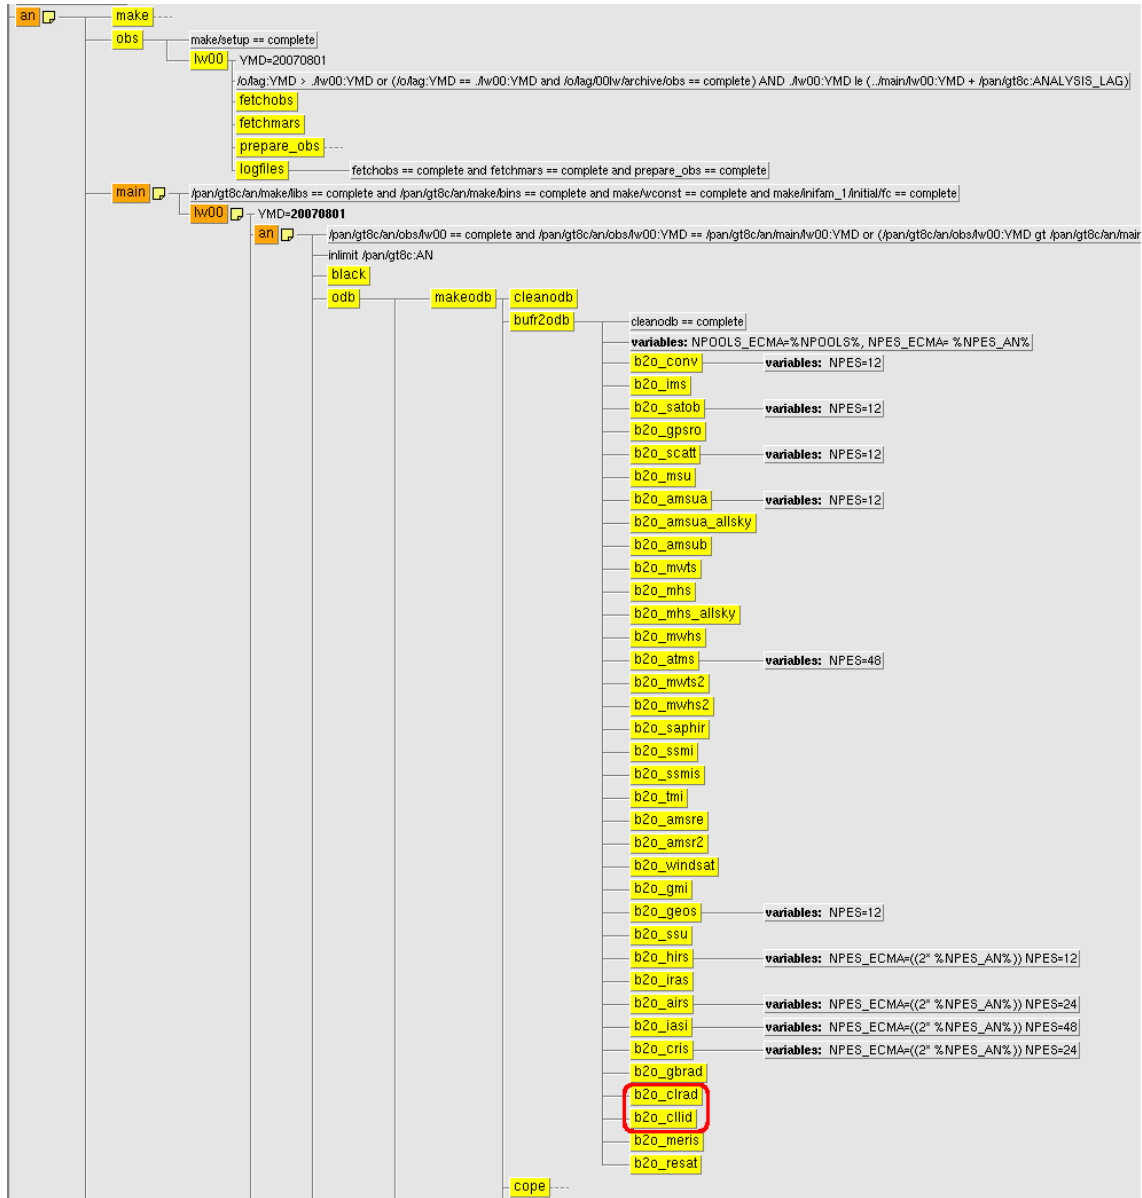 an make
obs make/setup == complete
lw00 YMD=20070801
/o/lag:YMD > ./lw00:YMD or (/o/lag:YMD == ./lw00:YMD and /o/lag/00lw/archive/obs == complete) AND ./lw00:YMD le (../main/lw00:YMD + /pan/gt8c:ANALYSIS_LAG)
fetchobs
fetchmars
prepare_obs
logfiles fetchobs == complete and fetchmars == complete and prepare_obs == complete
main /pan/gt8c/an/make/libs == complete and /pan/gt8c/an/make/bins == complete and make/wconst == complete and make/inifam_1/initial/fc == complete
lw00 YMD=20070801
an /pan/gt8c/an/obs/lw00 == complete and /pan/gt8c/an/obs/lw00:YMD == /pan/gt8c/an/main/lw00:YMD or (/pan/gt8c/an/obs/lw00:YMD gt /pan/gt8c/an/mair
inlimit /pan/gt8c:AN
black
odb makeodb cleanodb
bufr2odb cleanodb == complete
variables: NPOOLS_ECMA=%NPOOLS%, NPES_ECMA= %NPES_AN%
b2o_conv variables: NPES=12
b2o_ims
b2o_satob variables: NPES=12
b2o_gpsro
b2o_scatt variables: NPES=12
b2o_msu
b2o_amsua variables: NPES=12
b2o_amsua_allsky
b2o_amsub
b2o_mwts
b2o_mhs
b2o_mhs_allsky
b2o_mwhs
b2o_atms variables: NPES=48
b2o_mwts2
b2o_mwhs2
b2o_saphir
b2o_ssmi
b2o_ssmis
b2o_tmi
b2o_amsre
b2o_amsr2
b2o_windsat
b2o_gmi
b2o_geos variables: NPES=12
b2o_ssu
b2o_hirs variables: NPES_ECMA=((2* %NPES_AN%)) NPES=12
b2o_iras
b2o_airs variables: NPES_ECMA=((2* %NPES_AN%)) NPES=24
b2o_iasi variables: NPES_ECMA=((2* %NPES_AN%)) NPES=48
b2o_cris variables: NPES_ECMA=((2* %NPES_AN%)) NPES=24
b2o_gbrad
b2o_clrad
b2o_cllid
b2o_meris
b2o_resat
cope